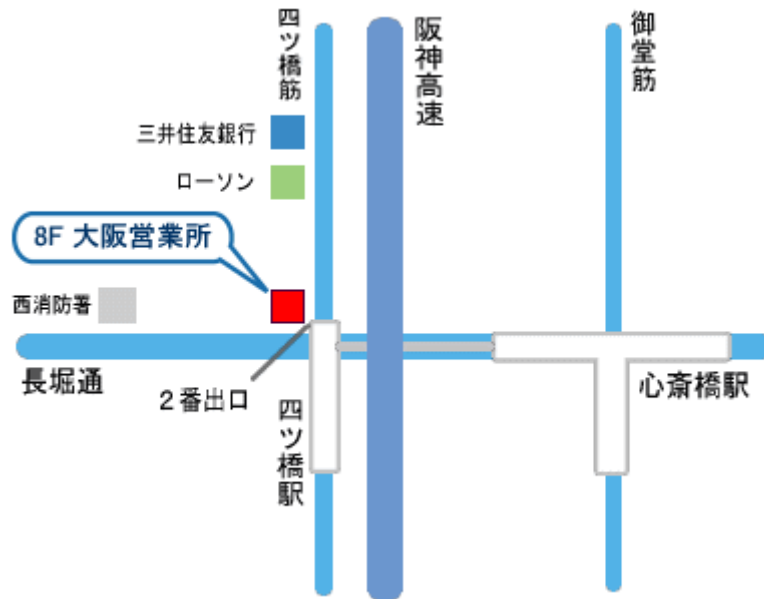 四ツ橋筋
阪神高速
御堂筋
三井住友銀行
ローソン
8F 大阪営業所
西消防署
長堀通
2番出口
四ツ橋駅
心斎橋駅